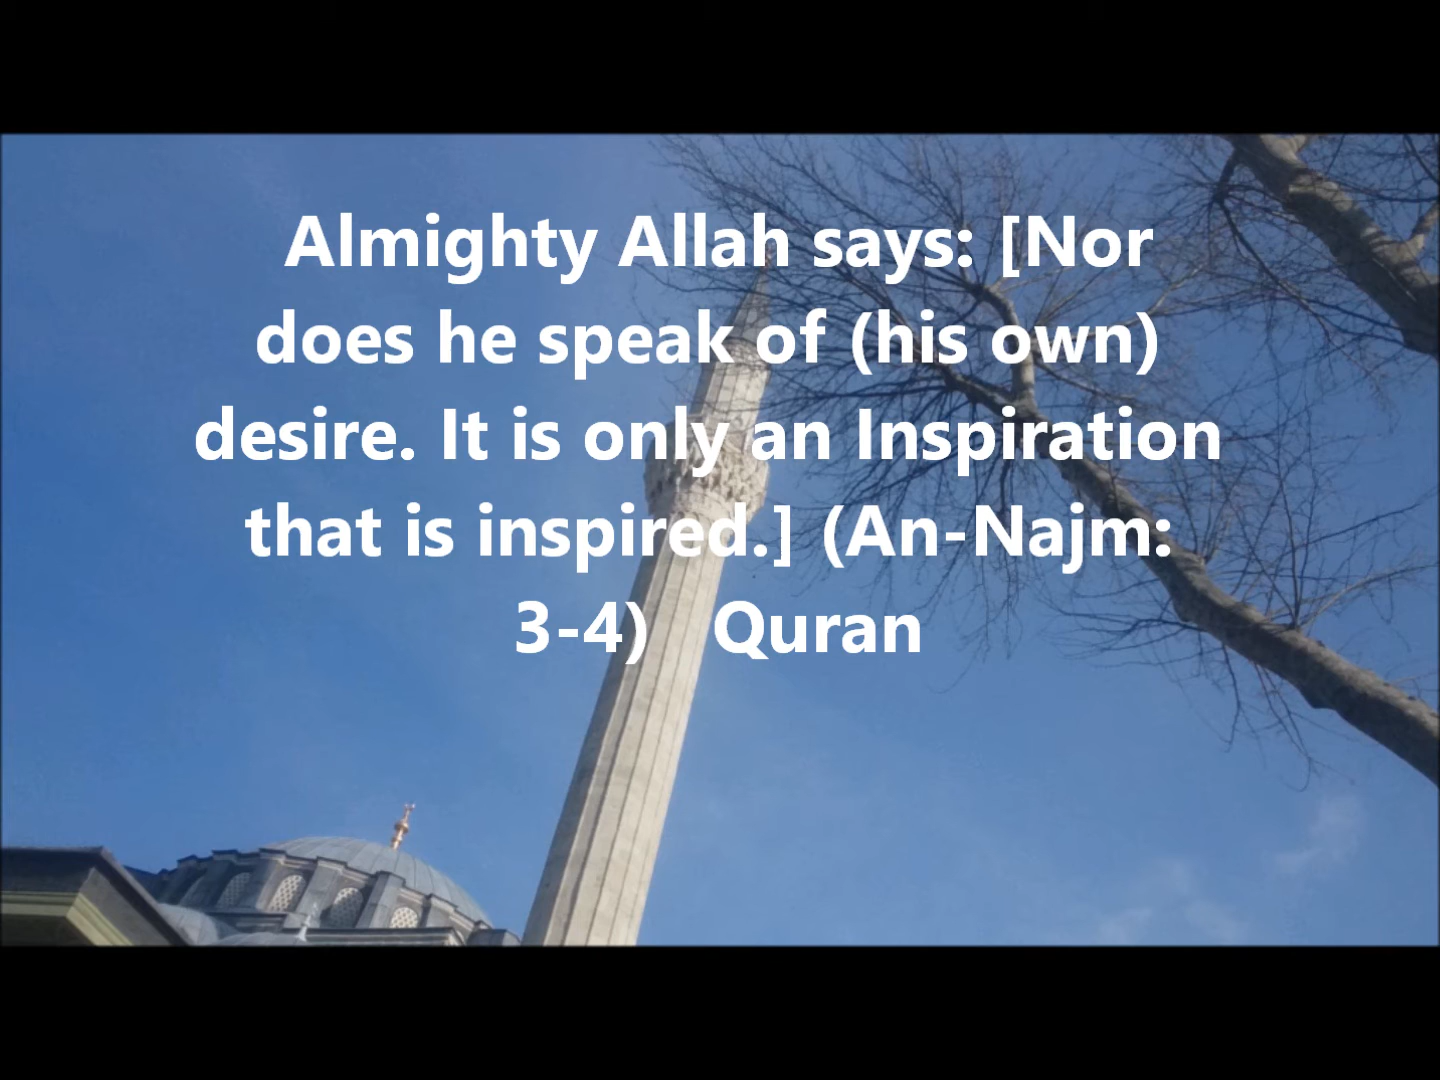 Almighty Allah says: [Nor
does he speak of (his own)
desire. It is only an Inspiration
that is inspired.] (An-Najm:
3-4) Quran